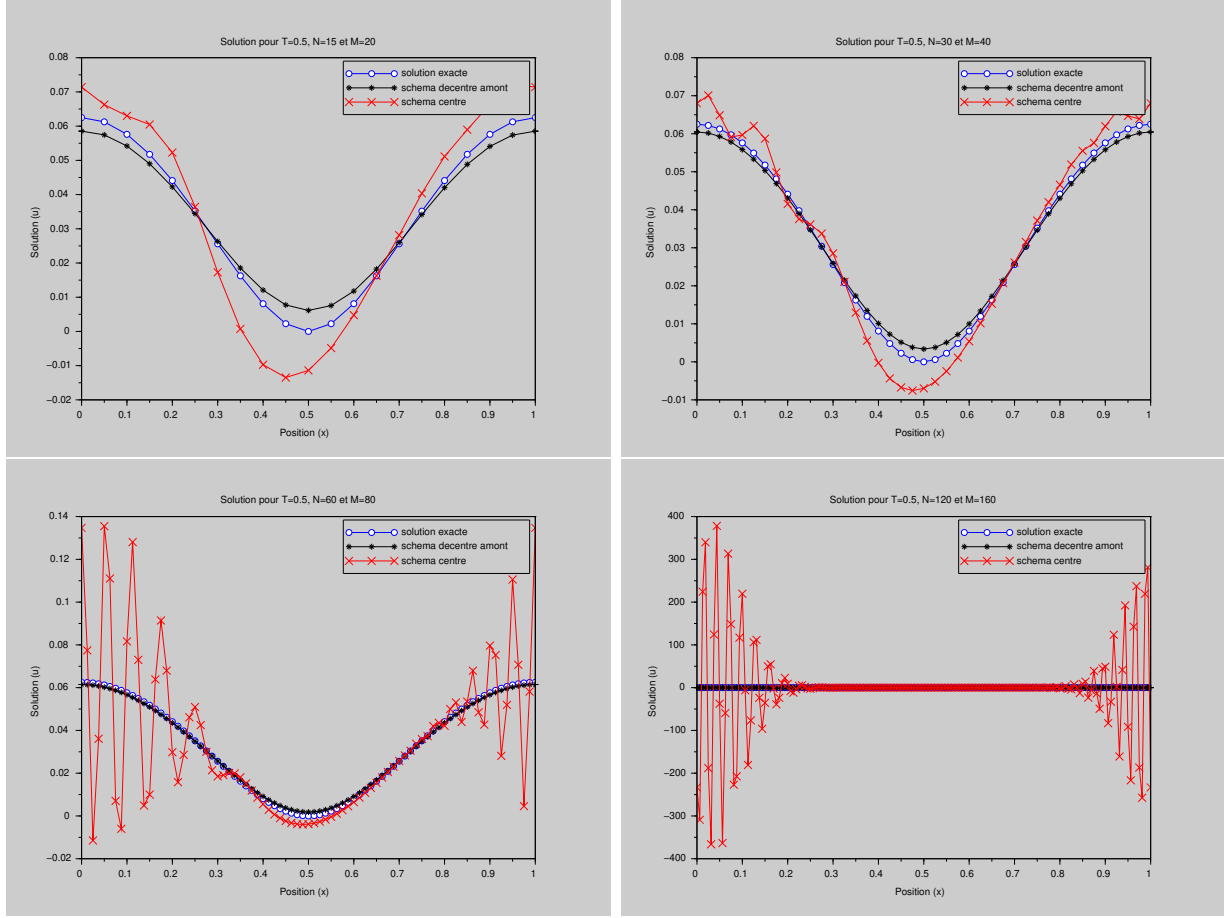 Solution pour T=0.5, N=15 et M=20
solution exacte
schema decentre amont
schema centre
0.08
0.07
0.06
0.05
0.04
0.03
0.02
0.01
0
−0.01
−0.02
Solution (u)
0 0.1 0.2 0.3 0.4 0.5 0.6 0.7 0.8 0.9 1
Position (x)
Solution pour T=0.5, N=30 et M=40
solution exacte
schema decentre amont
schema centre
0.08
0.07
0.06
0.05
0.04
0.03
0.02
0.01
0
−0.01
Solution (u)
0 0.1 0.2 0.3 0.4 0.5 0.6 0.7 0.8 0.9 1
Position (x)
Solution pour T=0.5, N=60 et M=80
solution exacte
schema decentre amont
schema centre
0.14
0.12
0.1
0.08
0.06
0.04
0.02
0
−0.02
Solution (u)
0 0.1 0.2 0.3 0.4 0.5 0.6 0.7 0.8 0.9 1
Position (x)
Solution pour T=0.5, N=120 et M=160
solution exacte
schema decentre amont
schema centre
400
300
200
100
0
−100
−200
−300
−400
Solution (u)
0 0.1 0.2 0.3 0.4 0.5 0.6 0.7 0.8 0.9 1
Position (x)